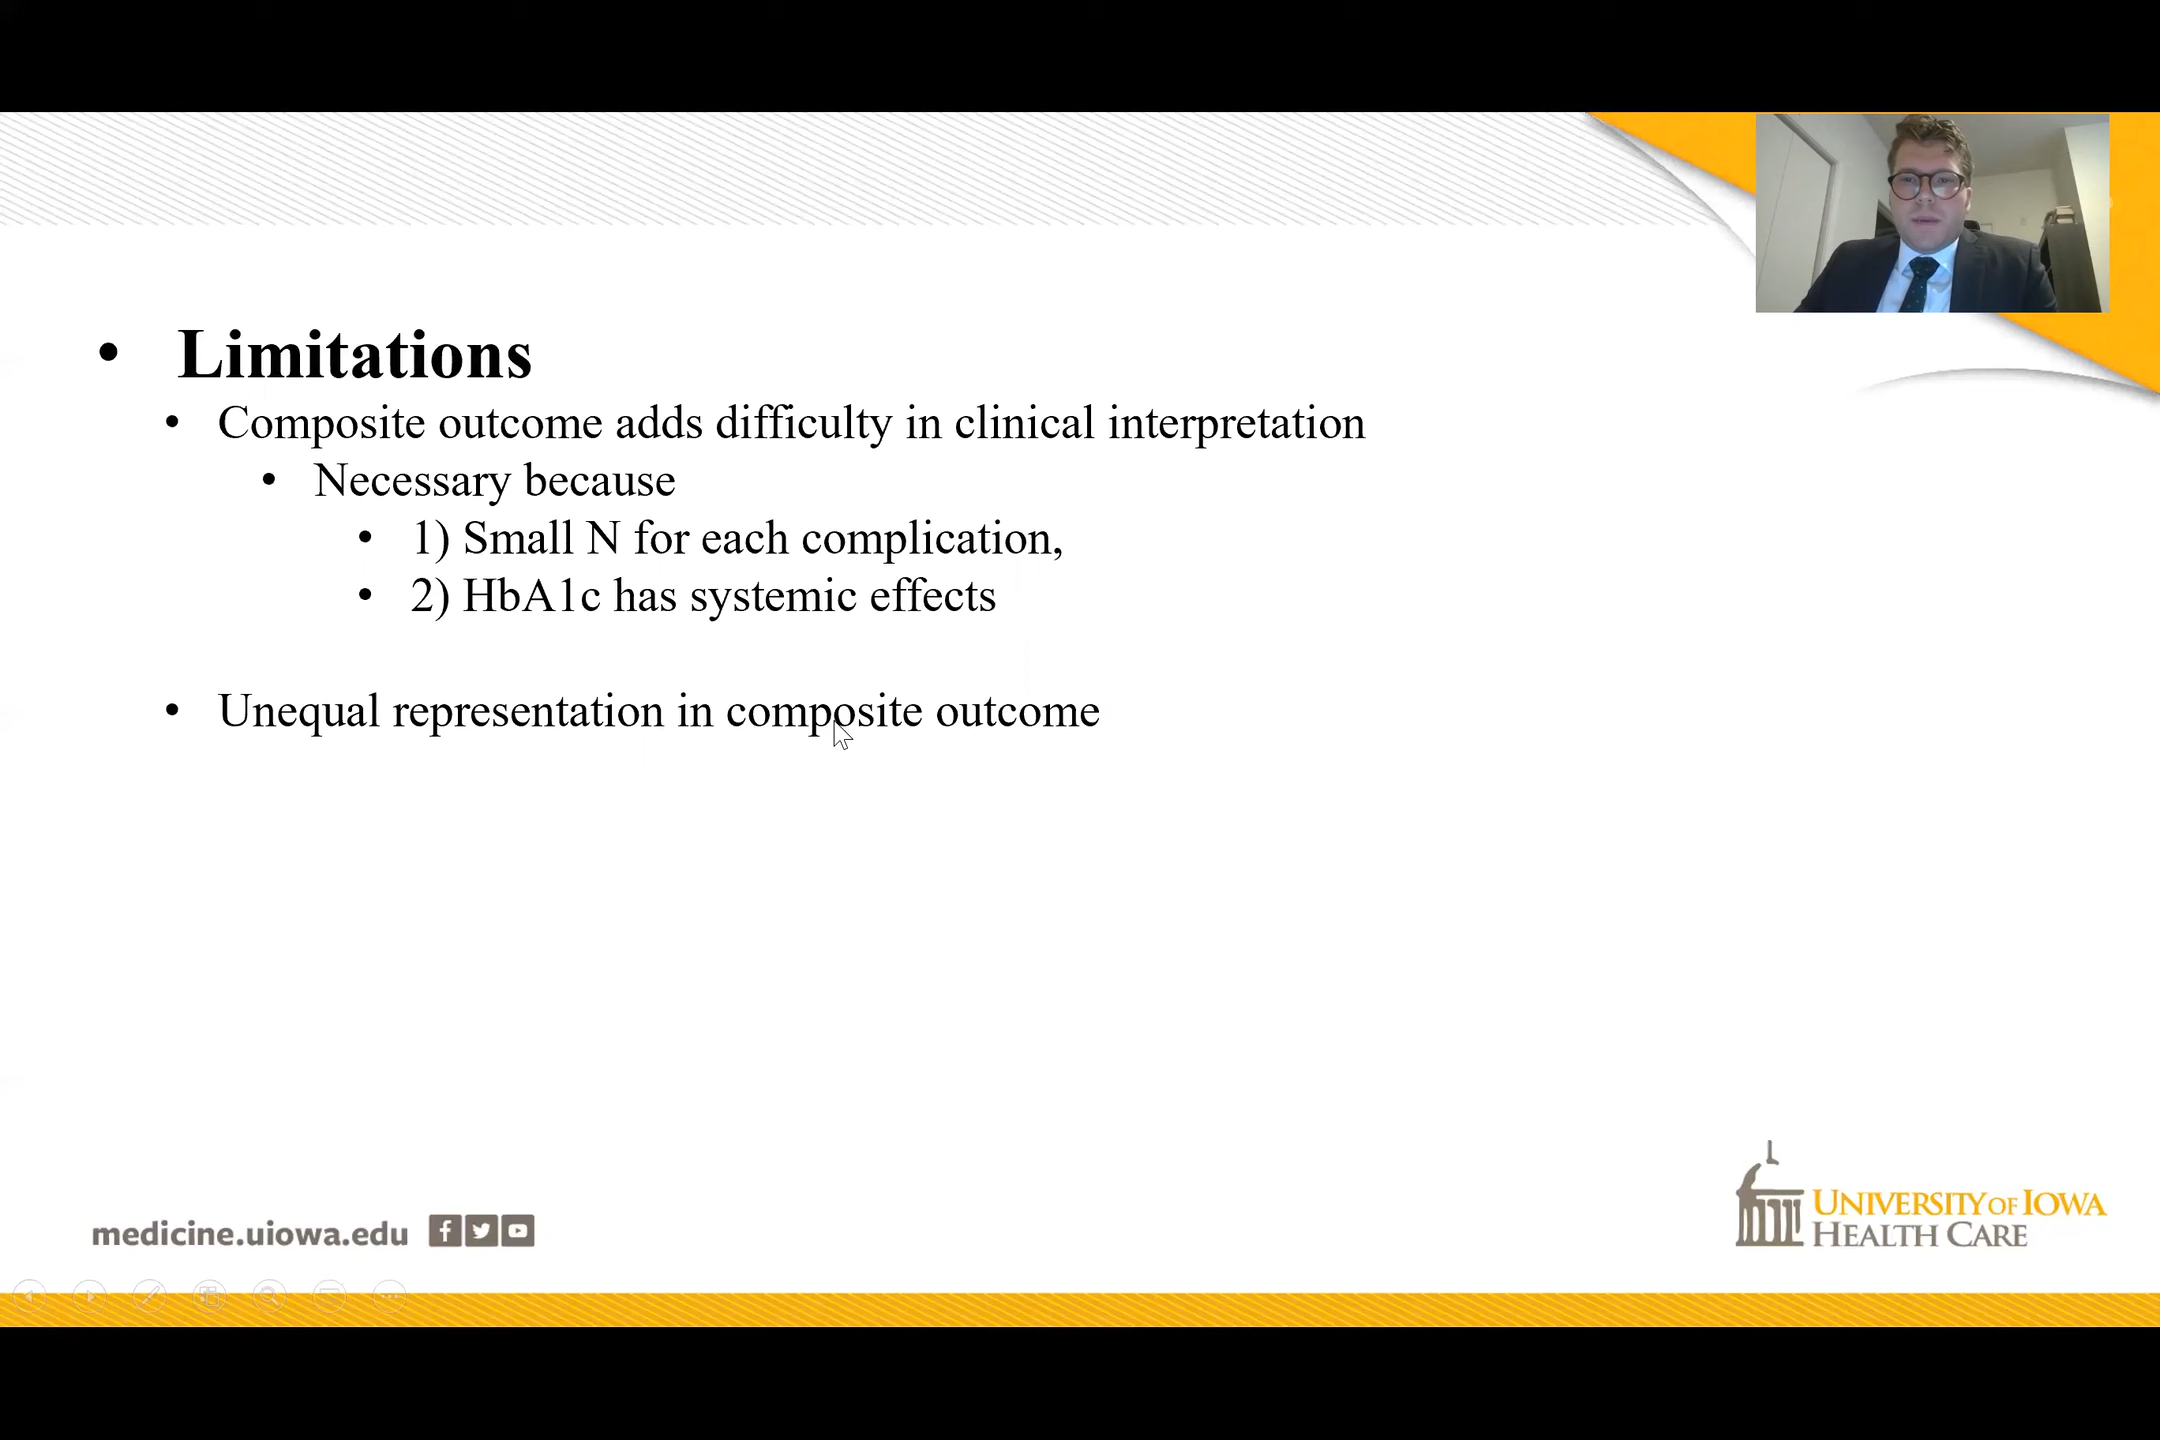 • Limitations
• Composite outcome adds difficulty in clinical interpretation
• Necessary because
• 1) Small N for each complication,
• 2) HbA1c has systemic effects
• Unequal representation in composite outcome
medicine.uiowa.edu
UNIVERSITY OF IOWA
HEALTH CARE